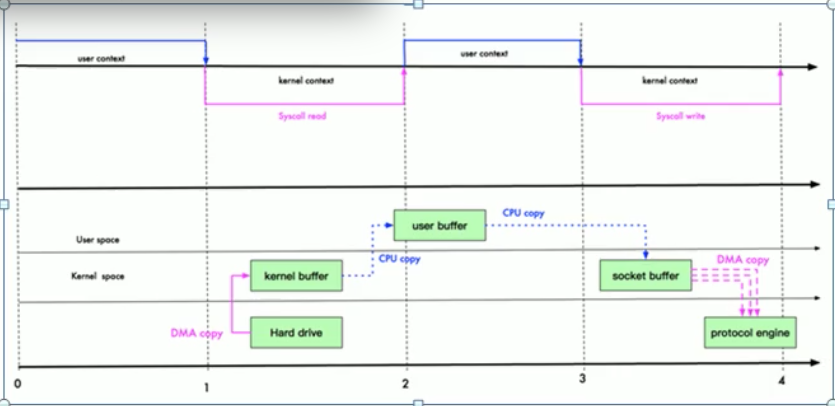 user context
user context
kernel context
kernel context
Syscall read
Syscall write
CPU copy
user buffer
User space
CPU copy
DMA copy
Kernel space
kernel buffer
socket buffer
DMA copy
Hard drive
protocol engine
0
1
2
3
4